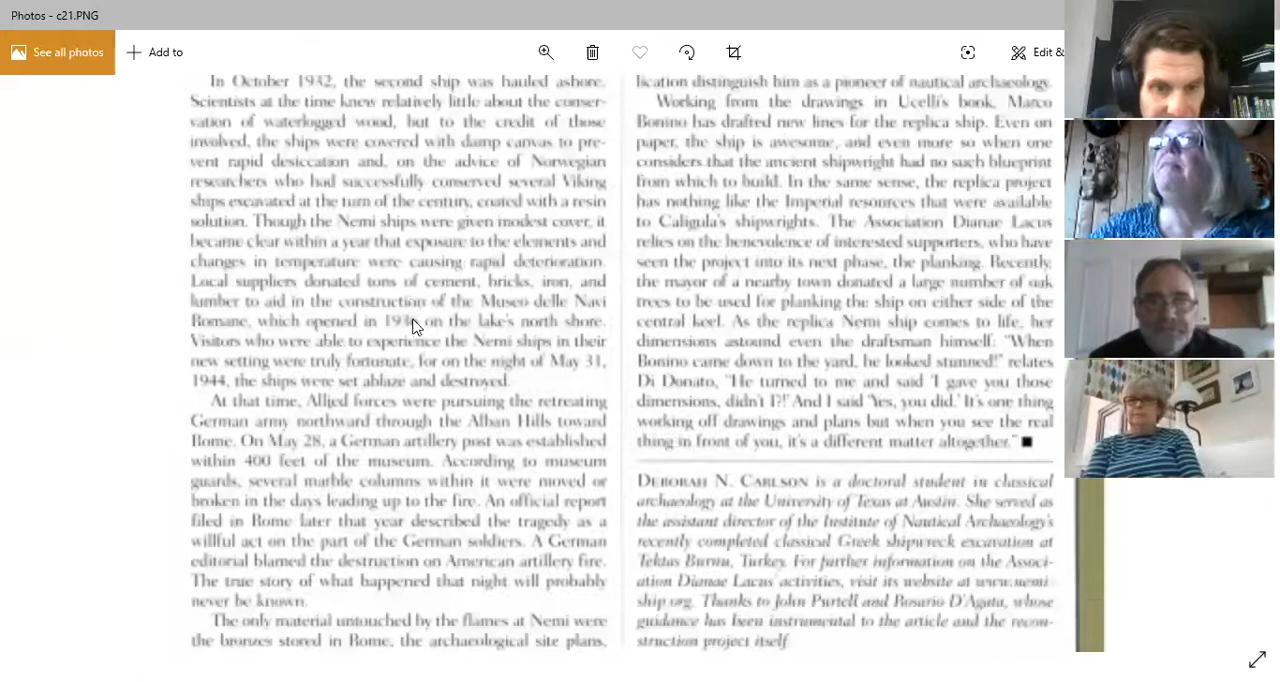 Photos - c21.PNG
See all photos
Add to
Edit &
In October 1932, the second ship was hauled ashore.
Scientists at the time knew relatively little about the conser-
vation of waterlogged wood, but to the credit of those
involved, the ships were covered with damp canvas to pre-
vent rapid desiccation and, on the advice of Norwegian
researchers who had successfully conserved several Viking
ships excavated at the turn of the century, coated with a resin
solution. Though the Nemi ships were given modest cover, it
became clear within a year that exposure to the elements and
changes in temperature were causing rapid deterioration.
Local suppliers donated tons of cement, bricks, iron, and
lumber to aid in the construction of the Museo delle Navi
Romane, which opened in on the lake's north shore.
Visitors who were able to experience the Nemi ships in their
new setting were truly fortunate, for on the night of May 31,
1944, the ships were set ablaze and destroyed.
At that time, Allied forces were pursuing the retreating
German army northward through the Alban Hills toward
Rome. On May 28, a German artillery post was established
within 400 feet of the museum. According to museum
guards, several marble columns within it were moved or
broken in the days leading up to the fire. An official report
filed in Rome later that year described the tragedy as a
willful act on the part of the German soldiers. A German
editorial blamed the destruction on American artillery fire.
The true story of what happened that night will probably
never be known.
The only material untouched by the flames at Nemi were
the bronzes stored in Rome, the archaeological site plans,
lication distinguish him as a pioneer of nautical archaeology.
Working from the drawings in Ucelli's book, Marco
Bonino has drafted new lines for the replica ship. Even on
paper, the ship is awesome, and even more so when one
considers that the ancient shipwright had no such blueprint
from which to build. In the same sense, the replica project
has nothing like the Imperial resources that were available
to Caligula's shipwrights. The Association Dianae Lacus
relies on the benevolence of interested supporters, who have
seen the project into its next phase, the planking. Recently,
the mayor of a nearby town donated a large number of oak
trees to be used for planking the ship on either side of the
central keel. As the replica Nemi ship comes to life, her
dimensions astound even the draftsman himself. "When
Bonino came down to the yard, he looked stunned!" relates
Di Donato, "He turned to me and said 'I gave you those
dimensions, didn't I?!' And I said 'Yes, you did.' It's one thing
working off drawings and plans but when you see the real
thing in front of you, it's a different matter altogether." ■
DEBORAH N. CARLSON is a doctoral student in classical
archaeology at the University of Texas at Austin. She served as
the assistant director of the Institute of Nautical Archaeology's
recently completed classical Greek shipwreck excavation at
Tektas Burnu, Turkey. For further information on the Associ-
ation Dianae Lacus activities, visit its website at www.nemi
ship.org. Thanks to John Purtell and Rosario D'Agata, whose
guidance has been instrumental to the article and the recon-
struction project itself.